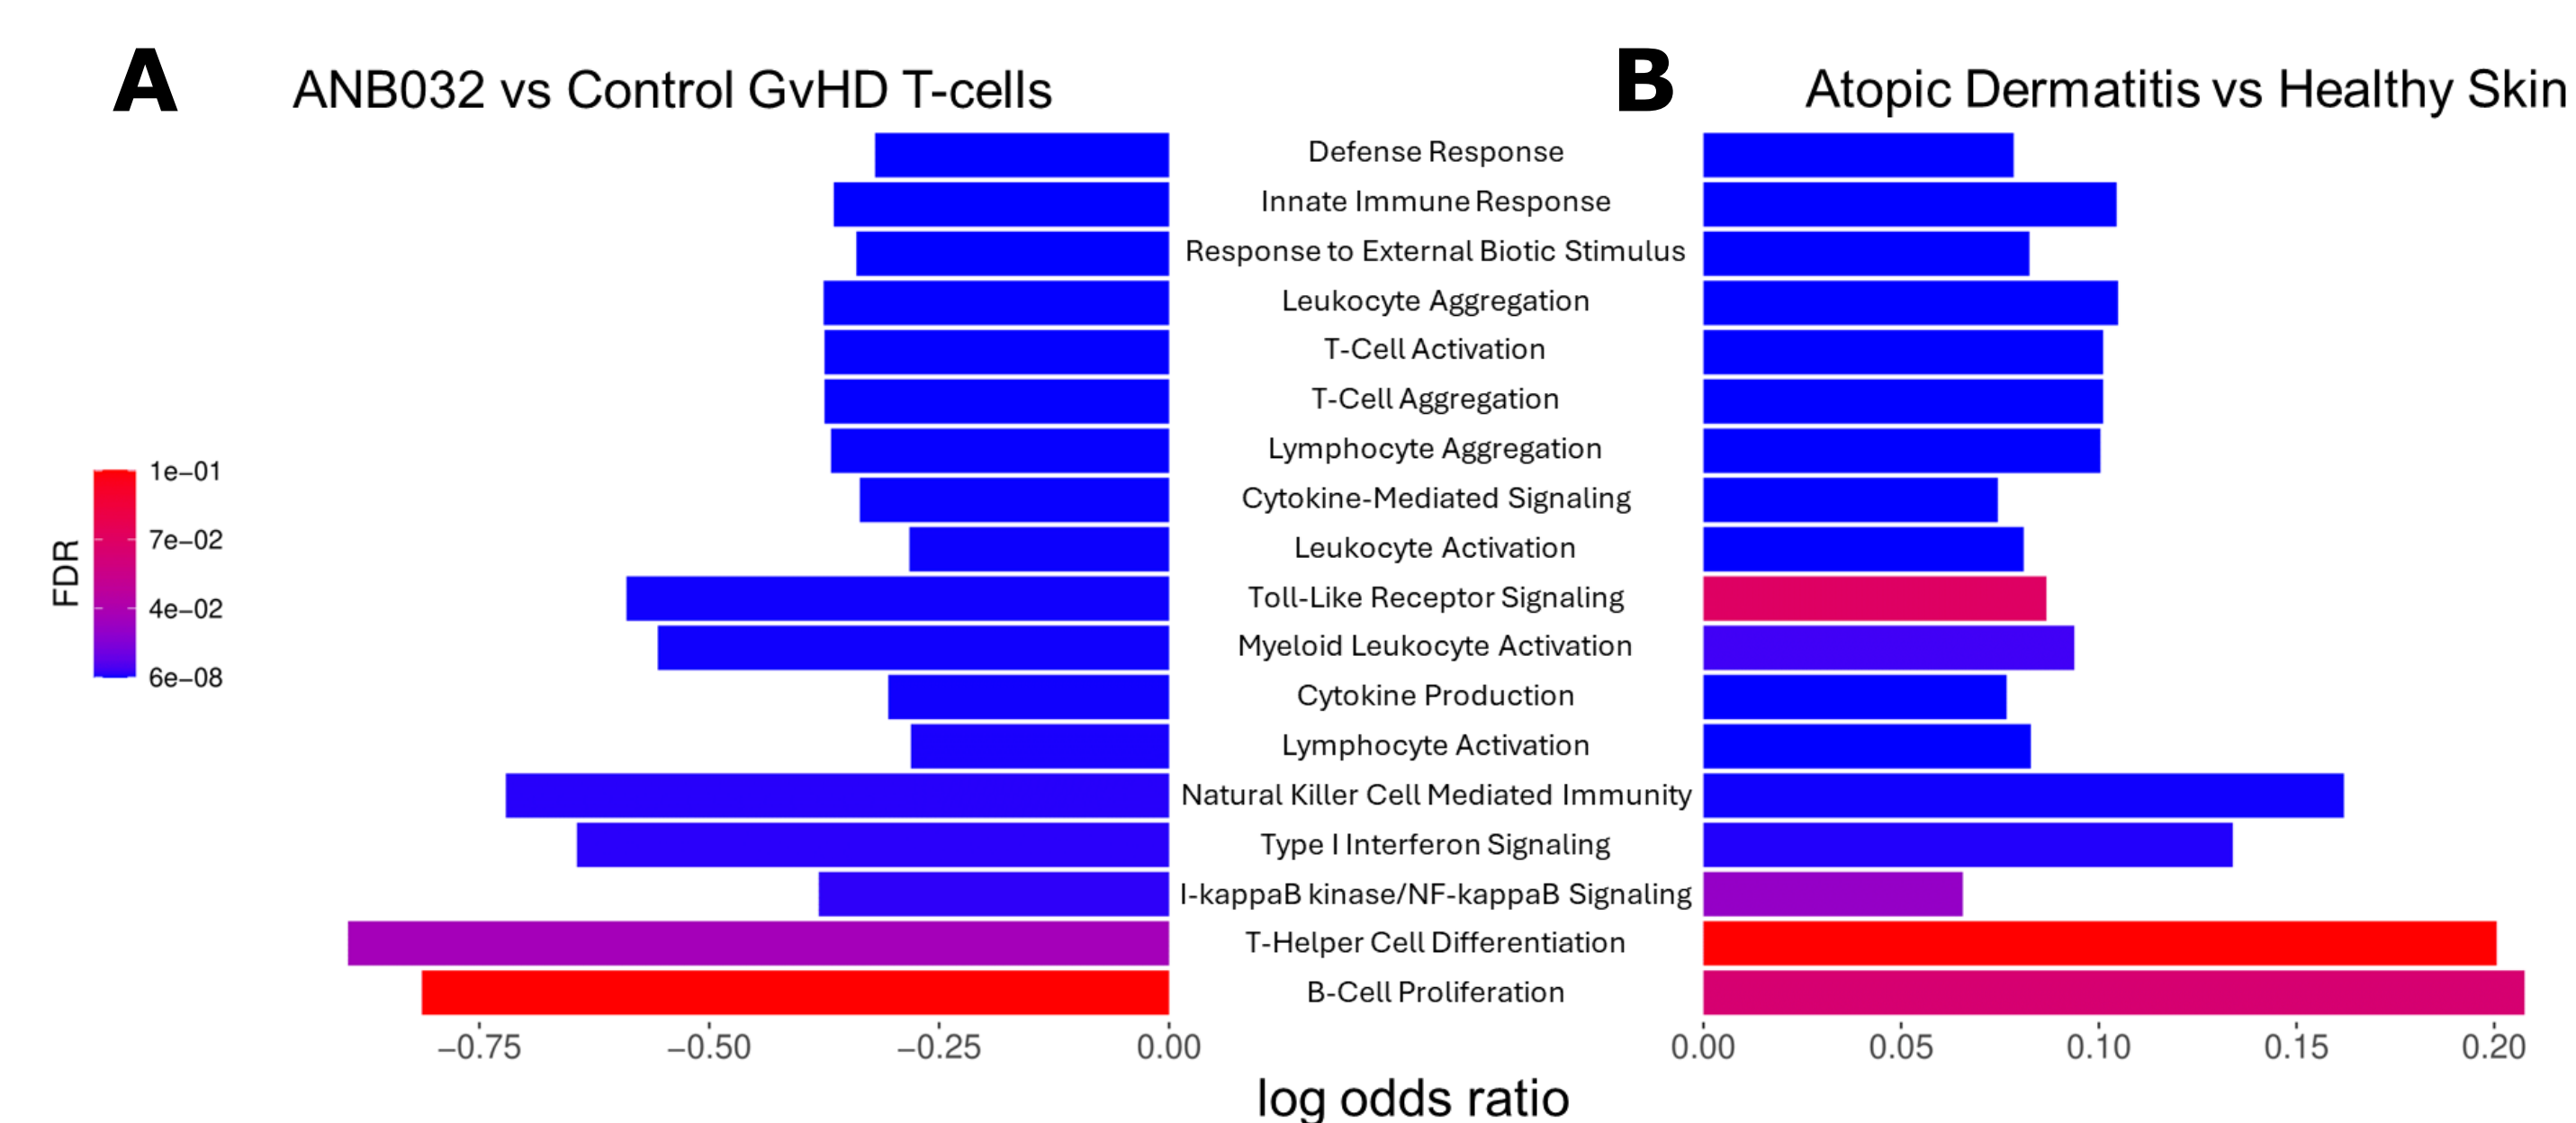 A
ANB032 vs Control GvHD T-cells
B
Atopic Dermatitis vs Healthy Skin
Defense Response
Innate Immune Response
Response to External Biotic Stimulus
Leukocyte Aggregation
T-Cell Activation
T-Cell Aggregation
Lymphocyte Aggregation
Cytokine-Mediated Signaling
Leukocyte Activation
Toll-Like Receptor Signaling
Myeloid Leukocyte Activation
Cytokine Production
Lymphocyte Activation
Natural Killer Cell Mediated Immunity
Type I Interferon Signaling
I-kappaB kinase/NF-kappaB Signaling
T-Helper Cell Differentiation
B-Cell Proliferation
FDR
1e−01
7e−02
4e−02
6e−08
−0.75 −0.50 −0.25 0.00
0.00 0.05 0.10 0.15 0.20
log odds ratio